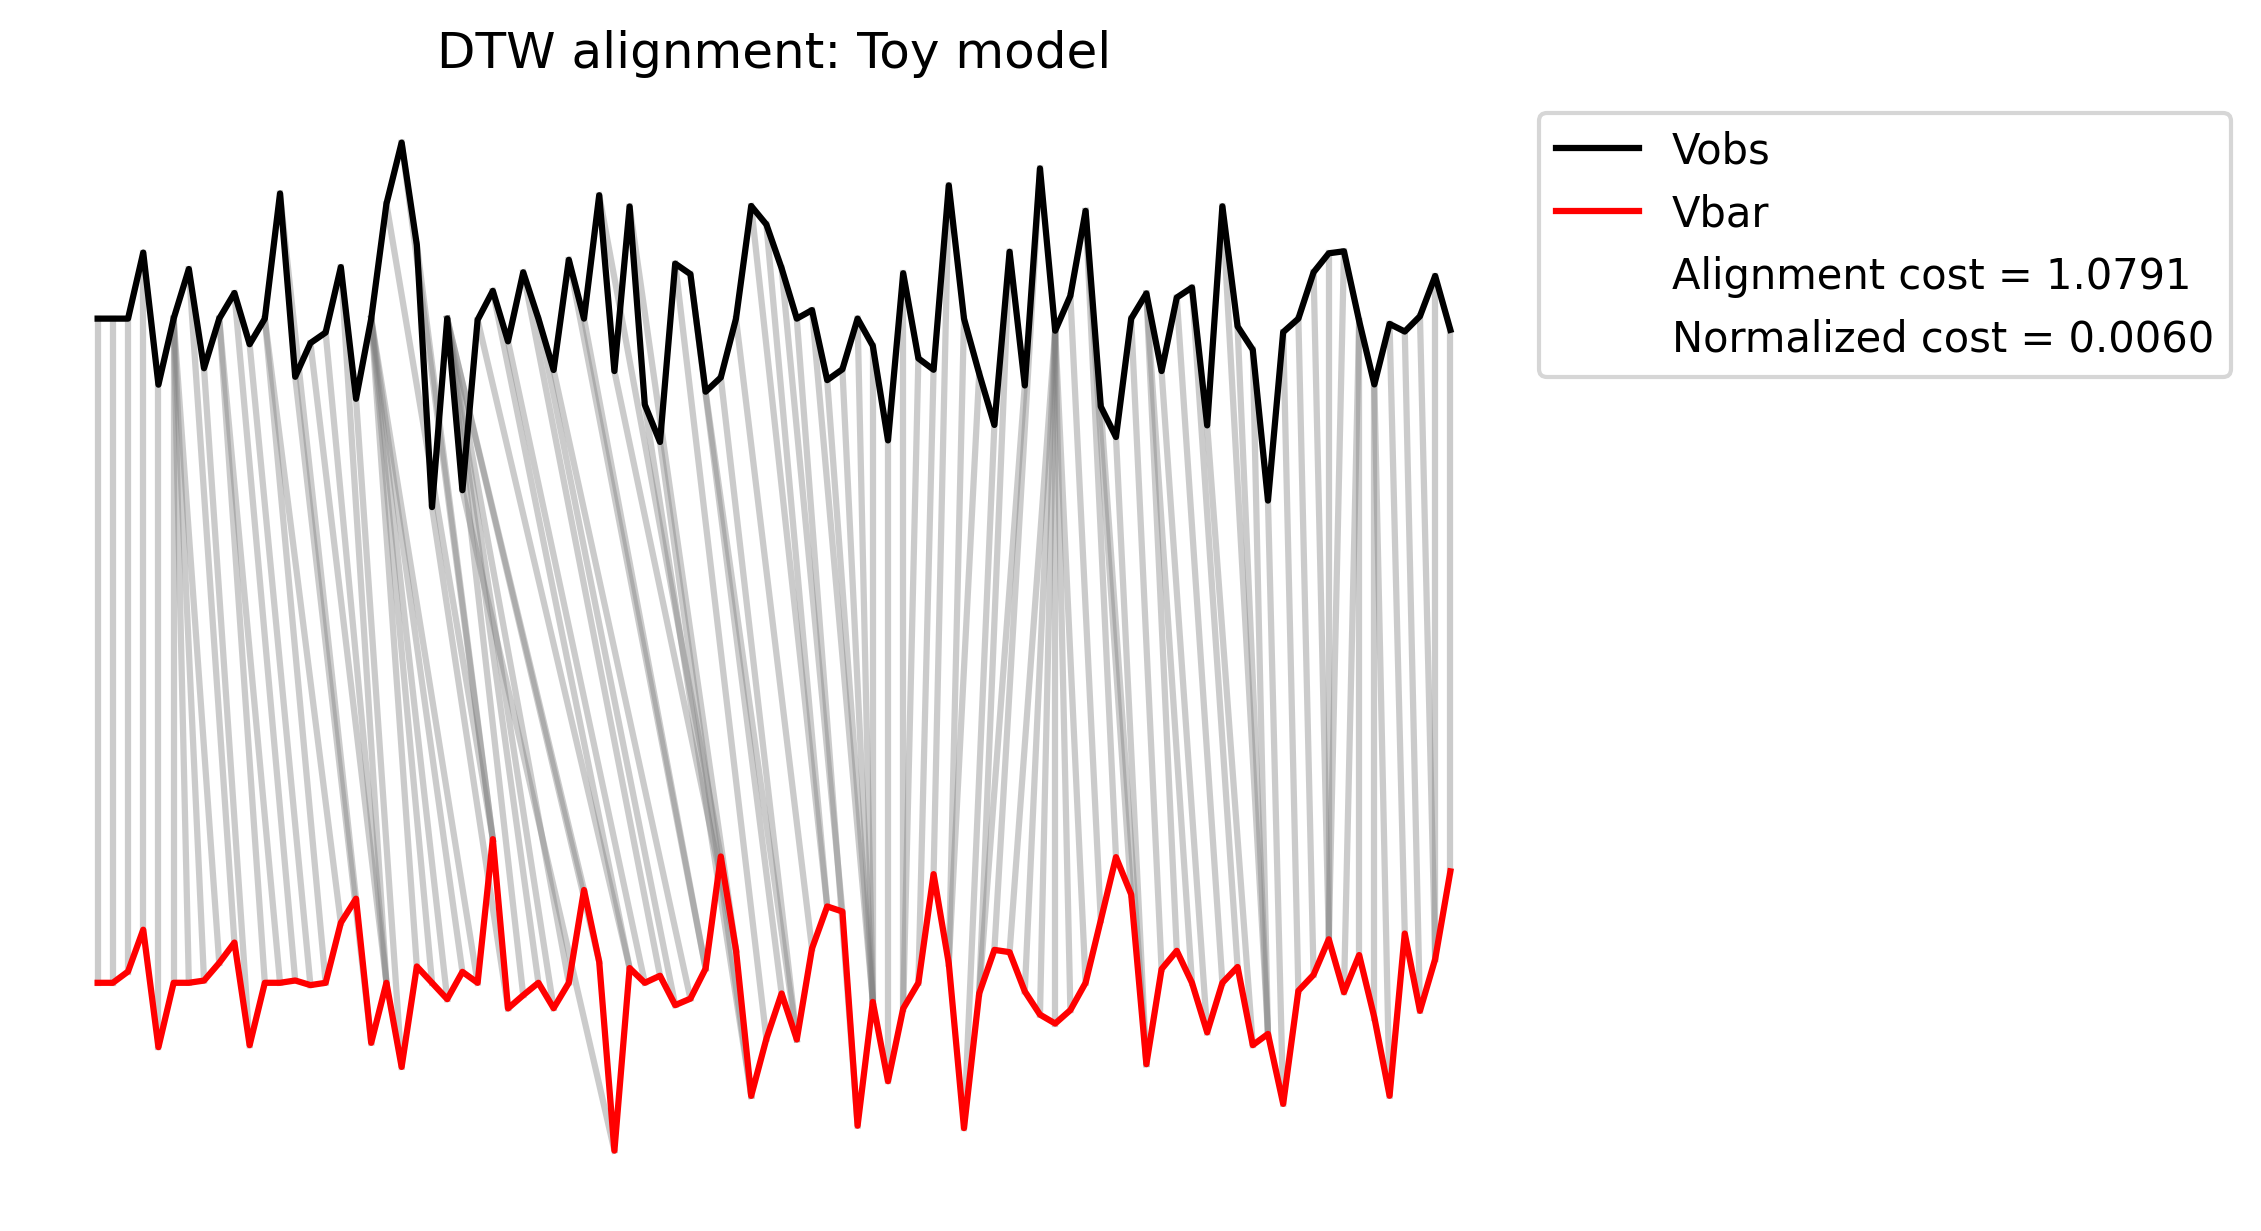 DTW alignment: Toy model
Vobs
Vbar
Alignment cost = 1.0791
Normalized cost = 0.0060